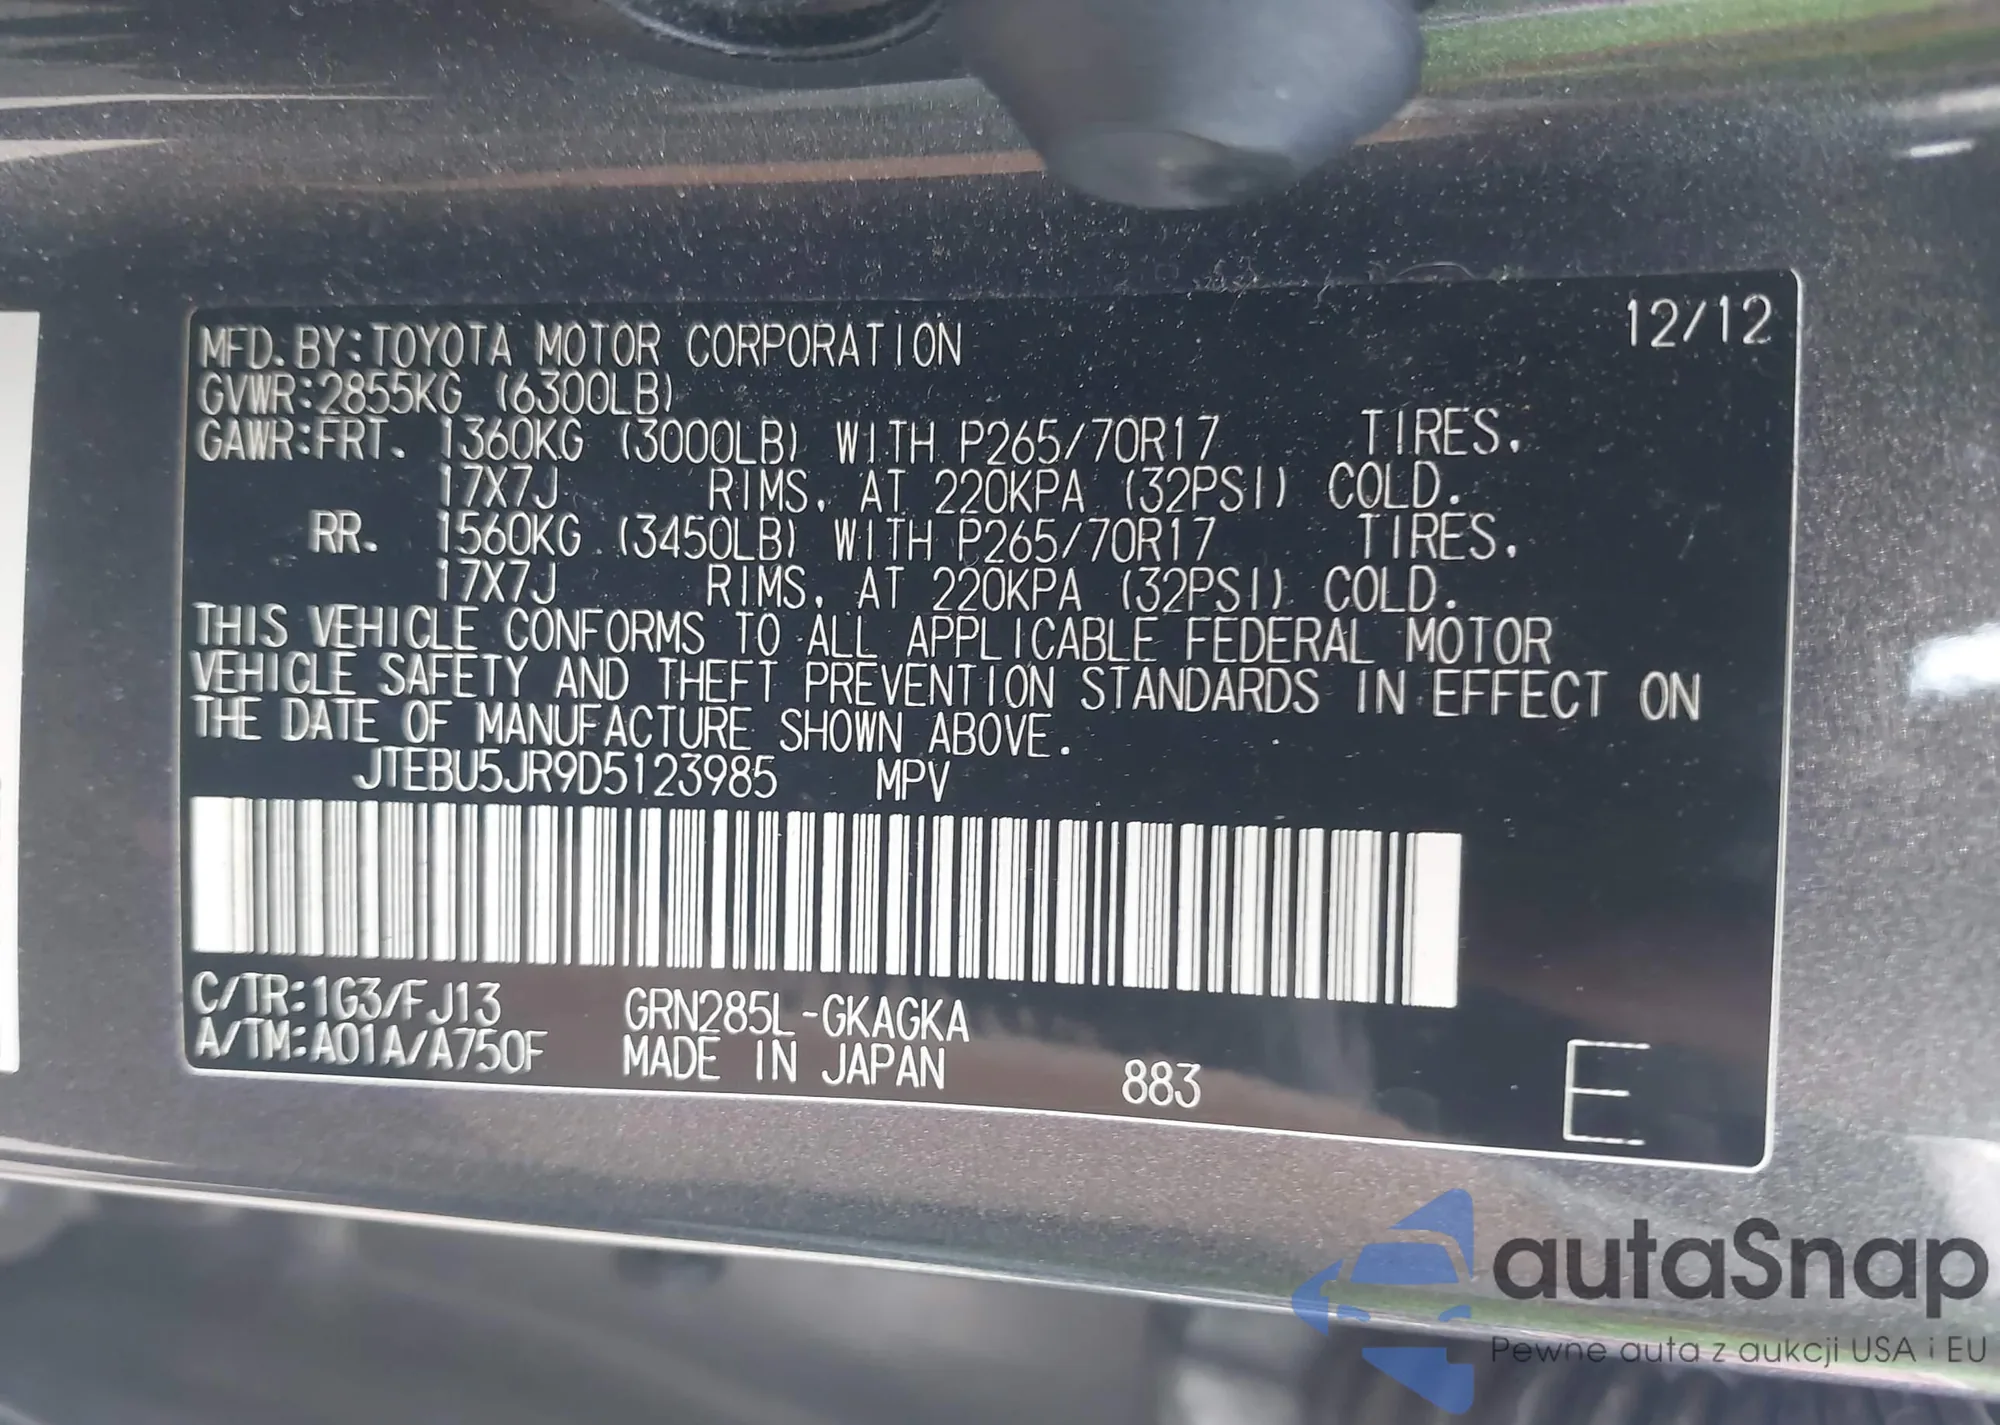 12/12
MFD. BY:TOYOTA MOTOR CORPORATION
GVWR:2855KG (6300LB)
GAWR:FRT. 1360KG (3000LB) WITH P265/70R17 TIRES.
17X7J RIMS. AT 220KPA (32PSI) COLD.
RR. 1560KG (3450LB) WITH P265/70R17 TIRES.
17X7J RIMS. AT 220KPA (32PSI) COLD.
THIS VEHICLE CONFORMS TO ALL APPLICABLE FEDERAL MOTOR
VEHICLE SAFETY AND THEFT PREVENTION STANDARDS IN EFFECT ON
THE DATE OF MANUFACTURE SHOWN ABOVE.
JTEBU5JR9D5123985 MPV
C/TR:1G3/FJ13 GRN285L-GKAGKA
A/TM:A01A/A750F MADE IN JAPAN 883 E
autaSnap
Pewne auta z aukcji USA i EU